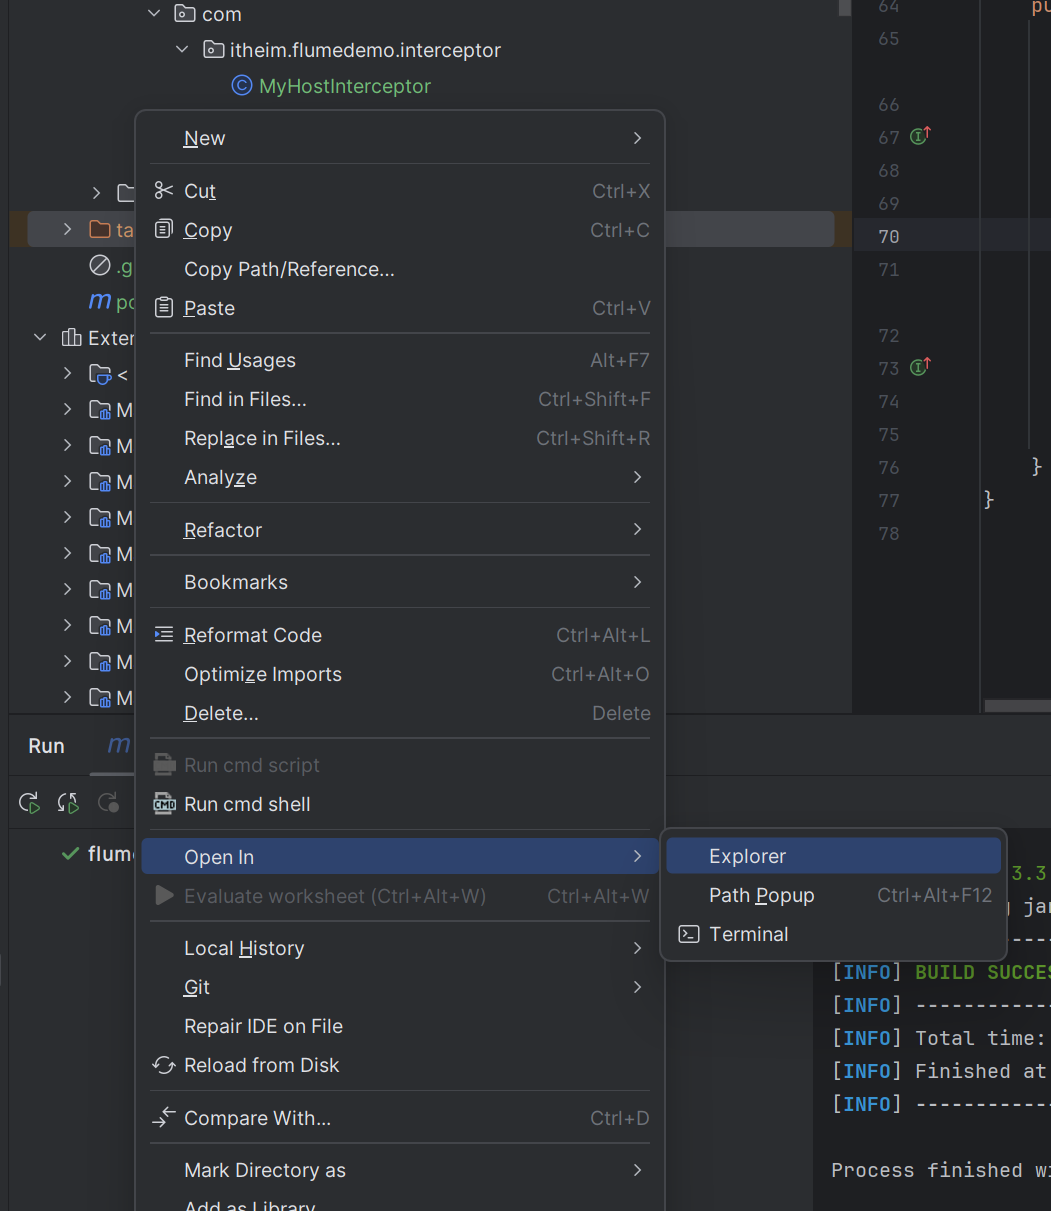 com
itheim.flumedemo.interceptor
MyHostInterceptor
New
Cut Ctrl+X
Copy Ctrl+C
Copy Path/Reference...
Paste Ctrl+V
Find Usages Alt+F7
Find in Files... Ctrl+Shift+F
Replace in Files... Ctrl+Shift+R
Analyze
Refactor
Bookmarks
Reformat Code Ctrl+Alt+L
Optimize Imports Ctrl+Alt+O
Delete... Delete
Run cmd script
Run cmd shell
Open In
Evaluate worksheet (Ctrl+Alt+W) Ctrl+Alt+W
Local History
Git
Repair IDE on File
Reload from Disk
Compare With... Ctrl+D
Mark Directory as
Add as Library
Explorer
Path Popup Ctrl+Alt+F12
Terminal
ta
.g
po
Exter
<
M
M
M
M
M
M
M
M
M
Run
m
flum
64 pu
65
66
67
68
69
70
71
72
73
74
75
76 }
77 }
78
3.3
jar
----
[INFO] BUILD SUCCES
[INFO] ------------
[INFO] Total time:
[INFO] Finished at
[INFO] ------------
Process finished wi